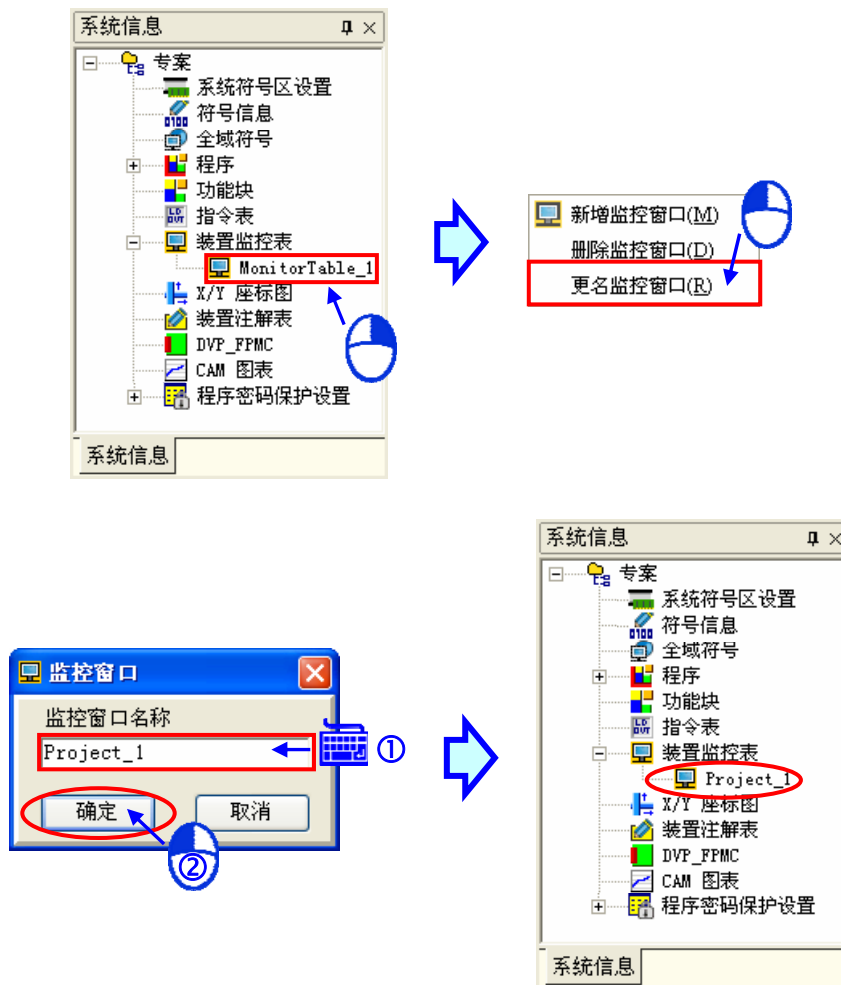 系统信息
专案
系统符号区设置
符号信息
全域符号
程序
功能块
指令表
装置监控表
MonitorTable_1
X/Y 座标图
装置注解表
DVP_FPMC
CAM 图表
程序密码保护设置
系统信息
新增监控窗口(M)
删除监控窗口(D)
更名监控窗口(R)
监控窗口
监控窗口名称
Project_1
①
确定
取消
②
系统信息
专案
系统符号区设置
符号信息
全域符号
程序
功能块
指令表
装置监控表
Project_1
X/Y 座标图
装置注解表
DVP_FPMC
CAM 图表
程序密码保护设置
系统信息